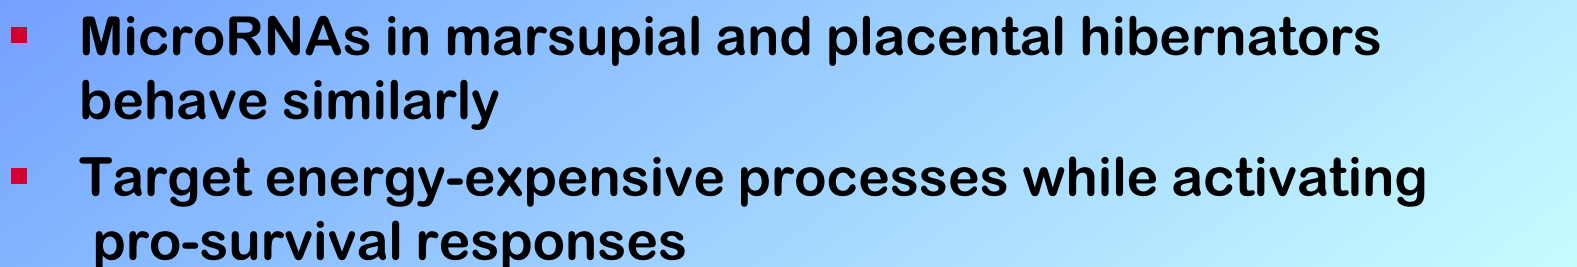 ▪ MicroRNAs in marsupial and placental hibernators
behave similarly
▪ Target energy-expensive processes while activating
pro-survival responses